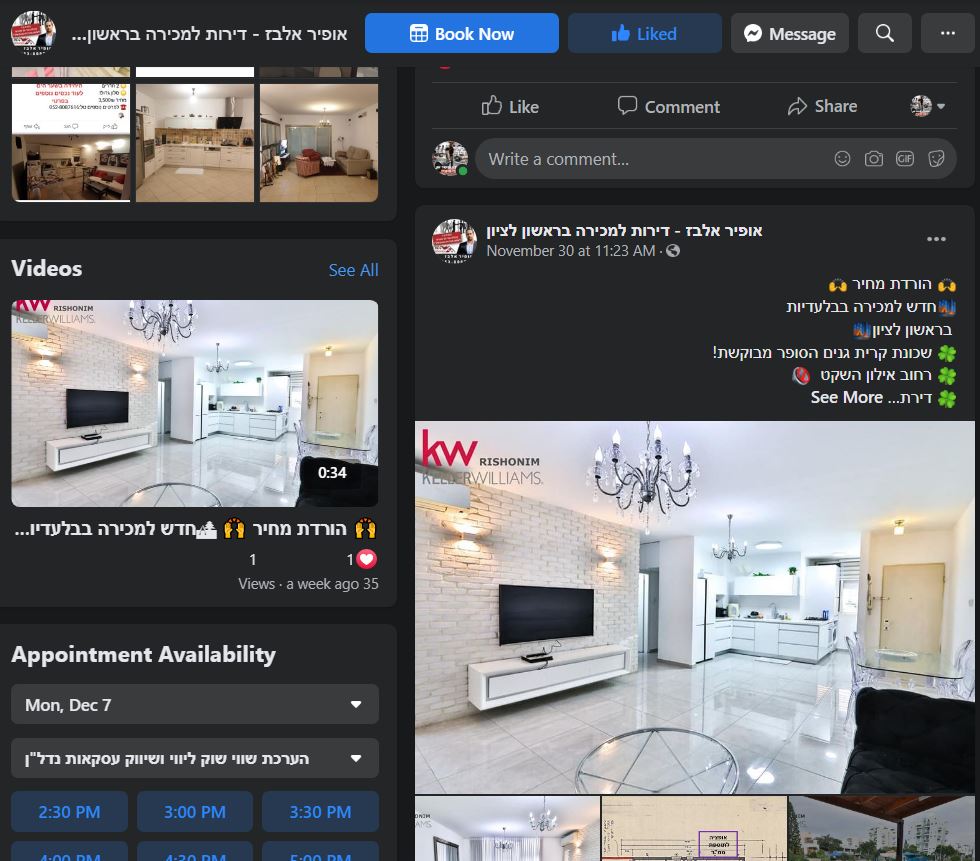 אופיר אלבז - דירות למכירה בראשון...
Book Now
Liked
Message
052-8087616
Like
Comment
Share
Write a comment...
GIF
Videos
See All
kw RISHONIM
KELLERWILLIAMS.
0:34
הורדת מחיר חדש למכירה בבלעדיו...
1
1
Views · a week ago 35
Appointment Availability
Mon, Dec 7
הערכת שווי שוק ליווי ושיווק עסקאות נדל"ן
2:30 PM
3:00 PM
3:30 PM
4:00 PM
4:30 PM
5:00 PM
אופיר אלבז - דירות למכירה בראשון לציון
November 30 at 11:23 AM
הורדת מחיר
חדש למכירה בבלעדיות
בראשון לציון
שכונת קרית גנים הסופר מבוקשת!
רחוב אילון השקט
דירת... See More
kw RISHONIM
KELLERWILLIAMS.
אופציה
לתוספת